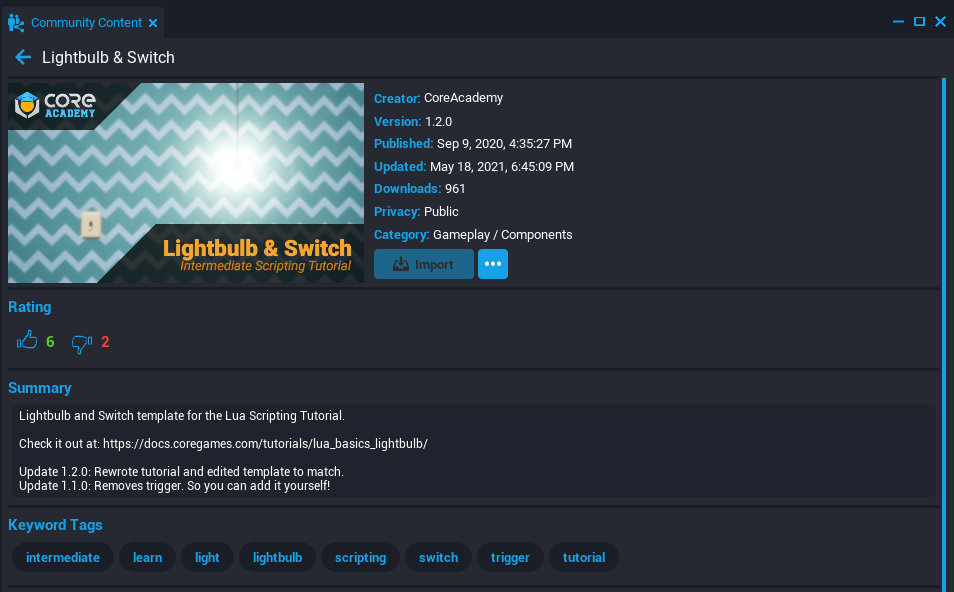 Community Content
Lightbulb & Switch
CORE
ACADEMY
Lightbulb & Switch
Intermediate Scripting Tutorial
Creator: CoreAcademy
Version: 1.2.0
Published: Sep 9, 2020, 4:35:27 PM
Updated: May 18, 2021, 6:45:09 PM
Downloads: 961
Privacy: Public
Category: Gameplay / Components
Import
Rating
6 2
Summary
Lightbulb and Switch template for the Lua Scripting Tutorial.
Check it out at: https://docs.coregames.com/tutorials/lua_basics_lightbulb/
Update 1.2.0: Rewrote tutorial and edited template to match.
Update 1.1.0: Removes trigger. So you can add it yourself!
Keyword Tags
intermediate learn light lightbulb scripting switch trigger tutorial